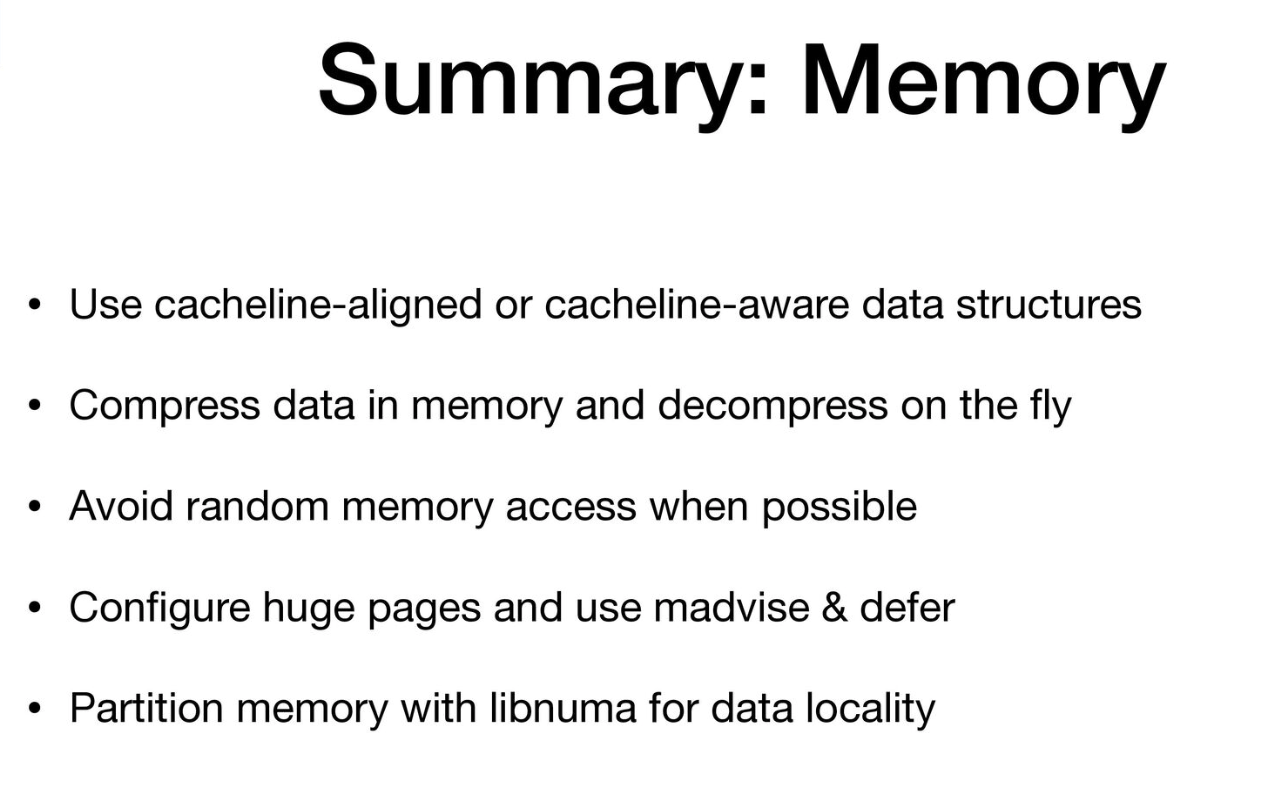 Summary: Memory
• Use cacheline-aligned or cacheline-aware data structures
• Compress data in memory and decompress on the fly
• Avoid random memory access when possible
• Configure huge pages and use madvise & defer
• Partition memory with libnuma for data locality